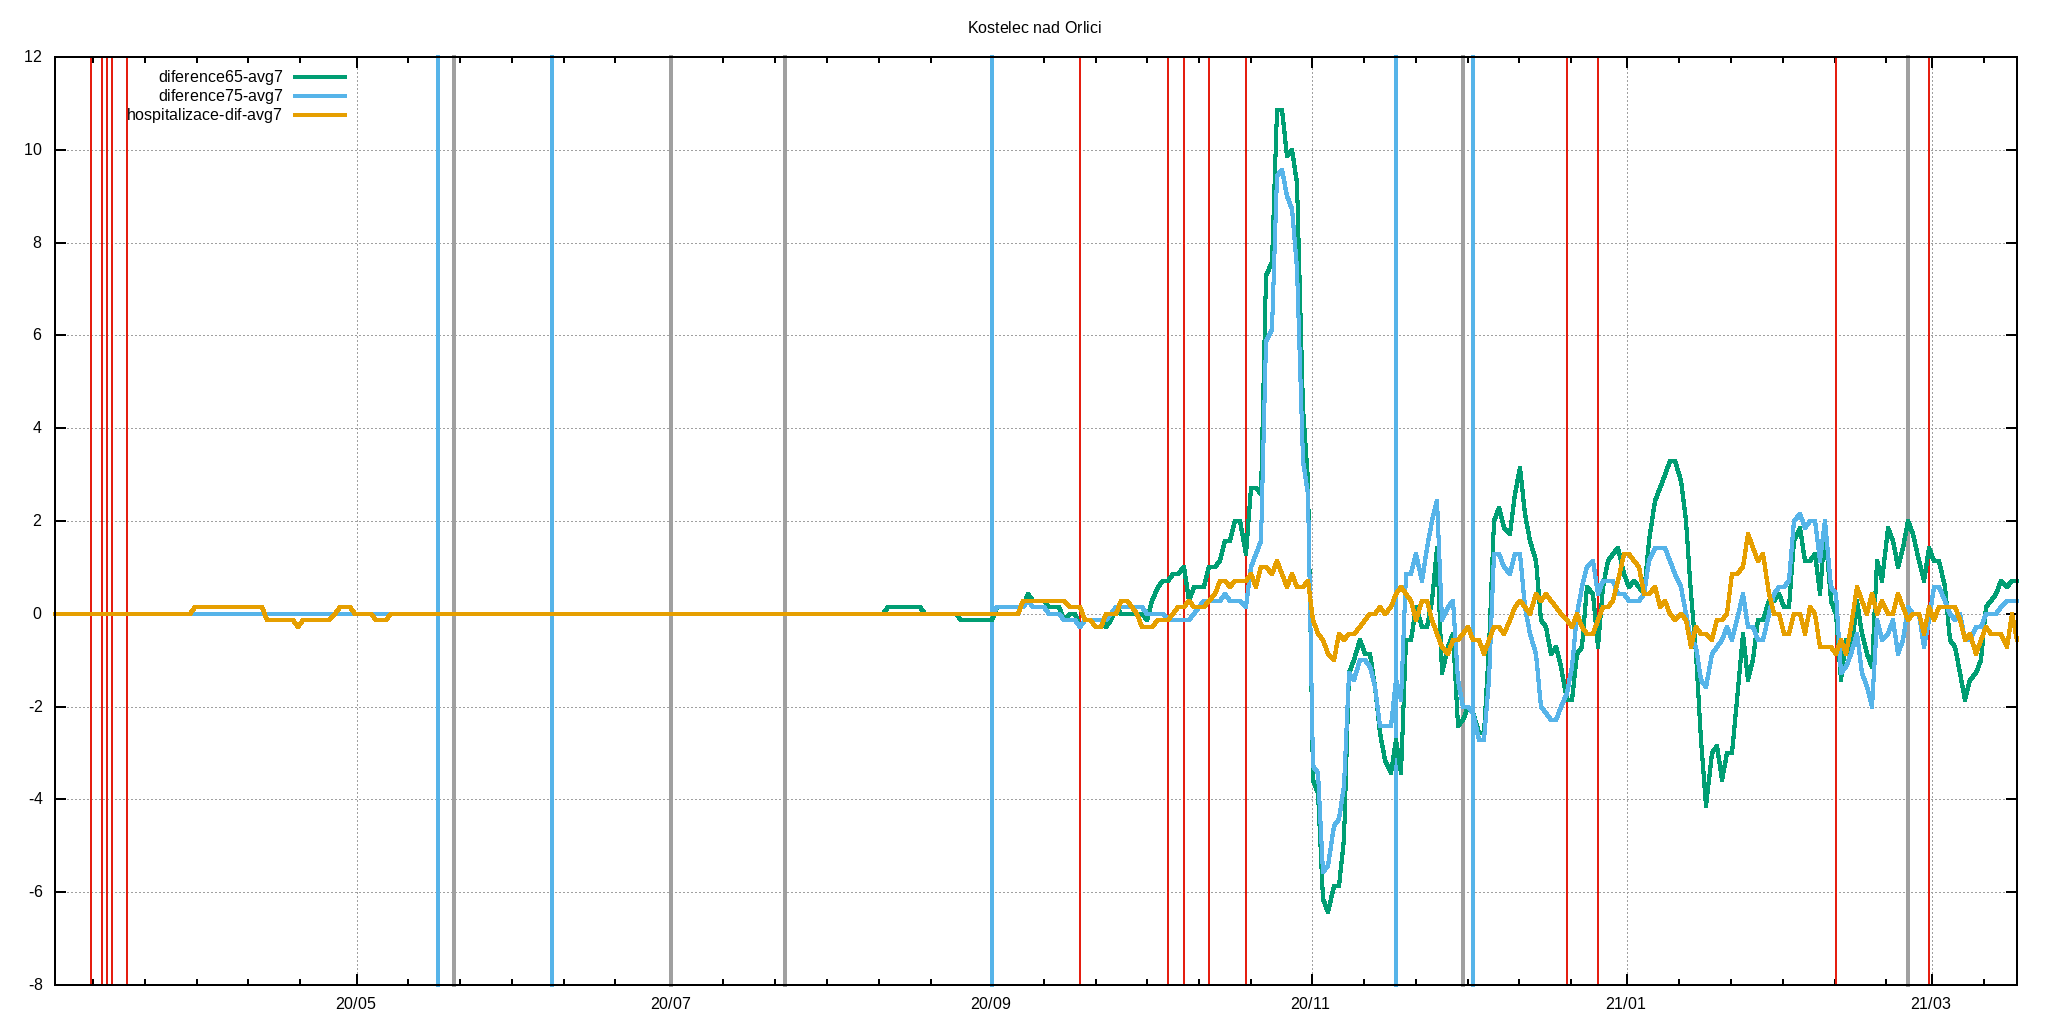 Kostelec nad Orlici
12
10
8
6
4
2
0
-2
-4
-6
-8
diference65-avg7
diference75-avg7
hospitalizace-dif-avg7
20/05 20/07 20/09 20/11 21/01 21/03